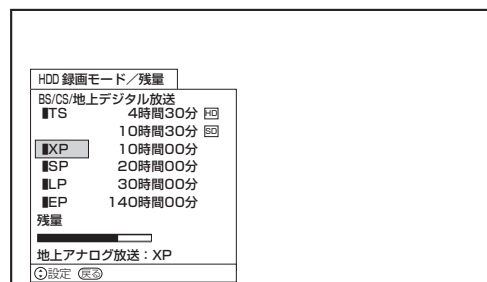 HDD 録画モード／残量
BS/CS/地上デジタル放送
TS 4時間30分 HD
10時間30分 SD
XP 10時間00分
SP 20時間00分
LP 30時間00分
EP 140時間00分
残量
地上アナログ放送：XP
設定 戻る